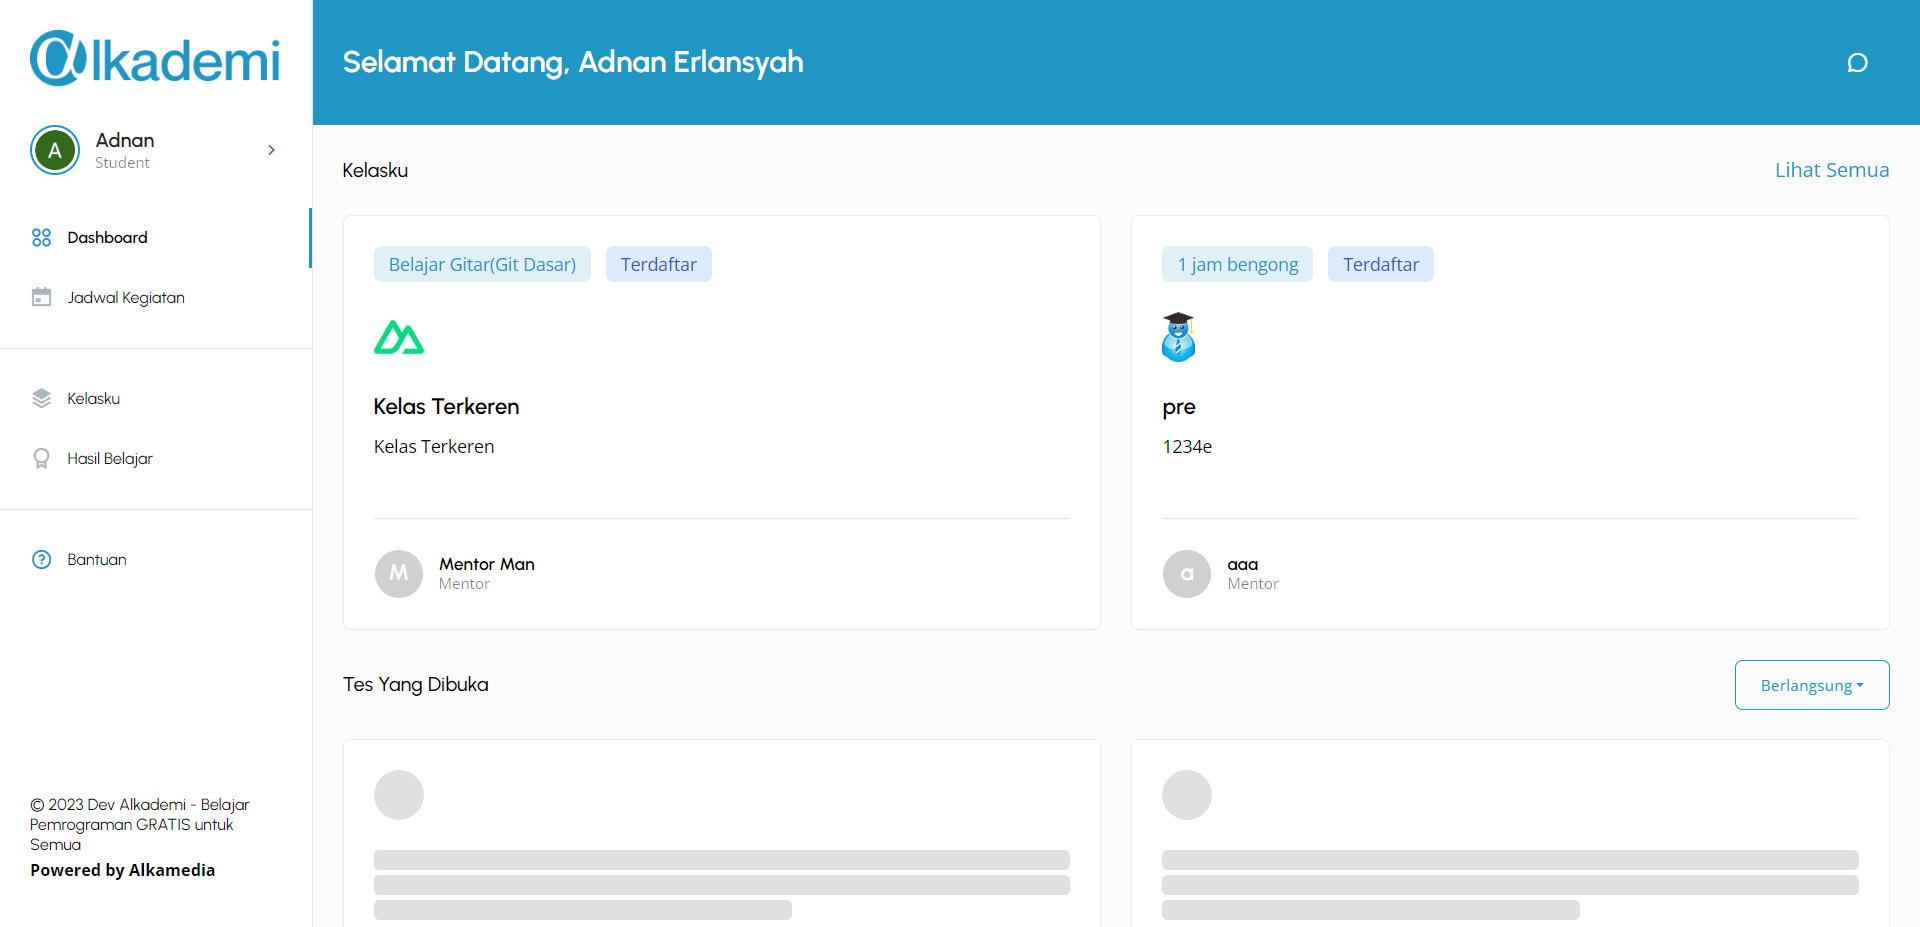 @lkademi
Adnan
Student
Dashboard
Jadwal Kegiatan
Kelasku
Hasil Belajar
Bantuan
© 2023 Dev Alkademi - Belajar
Pemrograman GRATIS untuk
Semua
Powered by Alkamedia
Selamat Datang, Adnan Erlansyah
Kelasku
Lihat Semua
Belajar Gitar(Git Dasar)
Terdaftar
Kelas Terkeren
Kelas Terkeren
M
Mentor Man
Mentor
1 jam bengong
Terdaftar
pre
1234e
a
aaa
Mentor
Tes Yang Dibuka
Berlangsung